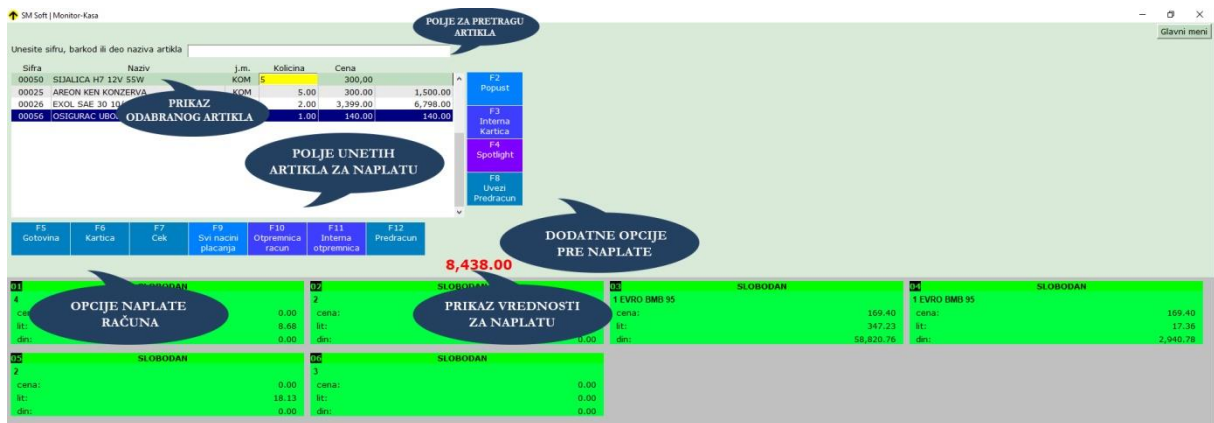 SM Soft | Monitor-Kasa
Glavni meni
POLJE ZA PRETRAGU
ARTIKLA
Unesite sifru, barkod ili deo naziva artikla
Sifra Naziv j.m. Kolicina Cena
00050 SIJALICA H7 12V 55W KOM 5 300,00
00025 AREON KEN KONZERVA KOM 5.00 300.00 1,500.00
00026 EXOL SAE 30 2.00 3,399.00 6,798.00
00056 OSIGURAC 1.00 140.00 140.00
PRIKAZ
ODABRANOG ARTIKLA
POLJE UNETIH
ARTIKLA ZA NAPLATU
F2
Popust
F3
Interna
Kartica
F4
Spotlight
F8
Uvezi
Predracun
F5
Gotovina
F6
Kartica
F7
Cek
F9
Svi nacini
placanja
F10
Otpremnica
racun
F11
Interna
otpremnica
F12
Predracun
DODATNE OPCIJE
PRE NAPLATE
8,438.00
OPCIJE NAPLATE
RAČUNA
PRIKAZ VREDNOSTI
ZA NAPLATU
01 SLOBODAN
4
0.00
8.68
din: 0.00
02 SLOBODAN
2
cena:
lit:
din: 0.00
03 SLOBODAN
1 EVRO BMB 95
cena: 169.40
lit: 347.23
din: 58,820.76
04 SLOBODAN
1 EVRO BMB 95
cena: 169.40
lit: 17.36
din: 2,940.78
05 SLOBODAN
2
cena: 0.00
lit: 18.13
din: 0.00
06 SLOBODAN
3
cena: 0.00
lit: 0.00
din: 0.00